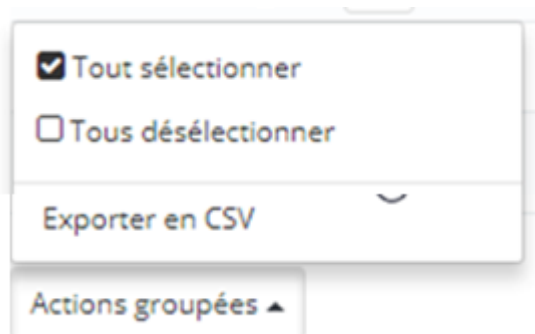 Tout sélectionner
Tous désélectionner
Exporter en CSV
Actions groupées